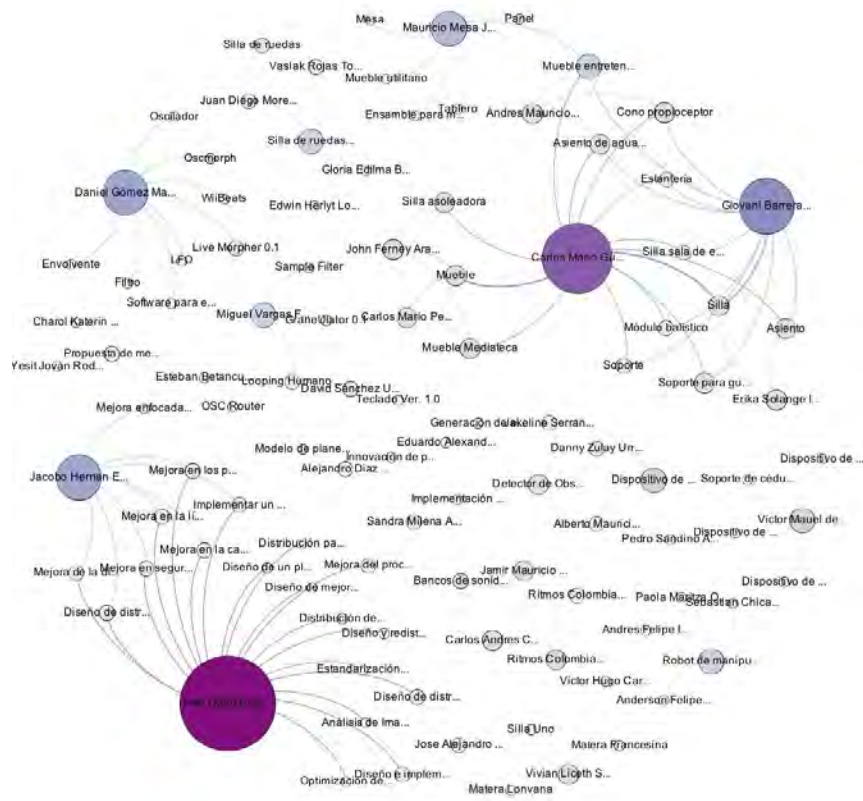 Mesa
Panel
Mauricio Mesa J...
Silla de ruedas
Vaslak Rojas To...
Mueble entreten...
Mueble utilitario
Juan Diego More...
Tablero
Oscilador
Ensamble para m...
Andres Mauricio...
Cono propioceptor
Silla de ruedas...
Asiento de agua...
Oscmorph
Gloria Edilma B...
Estanteria
Daniel Gómez Ma...
WiiBeats
Edwin Herlyt Lo...
Silla asoleadora
Giovani Barrera...
Live Morpher 0.1
John Ferney Ara...
Silla sala de e...
Carlos Mario Gu...
Envolvente
LFO
Sample Filter
Mueble
Filtro
Software para e...
Silla
Miguel Vargas F...
Granulator 0.1
Carlos Mario Pe...
Módulo balístico
Asiento
Charol Katerin ...
Mueble Mediateca
Propuesta de me...
Soporte
Yesit Jovan Rod...
Esteban Betancu...
Looping Humano
Soporte para gu...
David Sánchez U...
Erika Solange I...
Teclado Ver. 1.0
Mejora enfocada...
OSC Router
Generación de
Eduardo Alexand...
Danny Zulay Urr...
Modelo de plane...
Innovación de p...
Alejandro Diaz ...
Dispositivo de ...
Jacobo Hernan E...
Mejora en los p...
Detector de Obs...
Dispositivo de ...
Soporte de cédu...
Implementar un ...
Implementación ...
Mejora en la lí...
Sandra Milena A...
Alberto Maurici...
Victor Mauel de...
Pedro Sandino A...
Dispositivo de ...
Mejora en la ca...
Distribución pa...
Mejora de la di...
Mejora en segur...
Diseño de un pl...
Mejora del proc...
Jamir Mauricio ...
Bancos de sonid...
Dispositivo de ...
Diseño de mejor...
Ritmos Colombia...
Paola Maritza O...
Sebastian Chica...
Diseño de distr...
Distribución de...
Diseño y redist...
Carlos Andres C...
Andres Felipe I...
Ritmos Colombia...
Robot de manipu...
Estandarización...
Victor Hugo Car...
Diseño de distr...
Anderson Felipe...
Análisis de Ima...
Silla Uno
Jose Alejandro ...
Matera Francesina
Optimización de...
Diseño e implem...
Vivian Liceth S...
Matera Lonvana